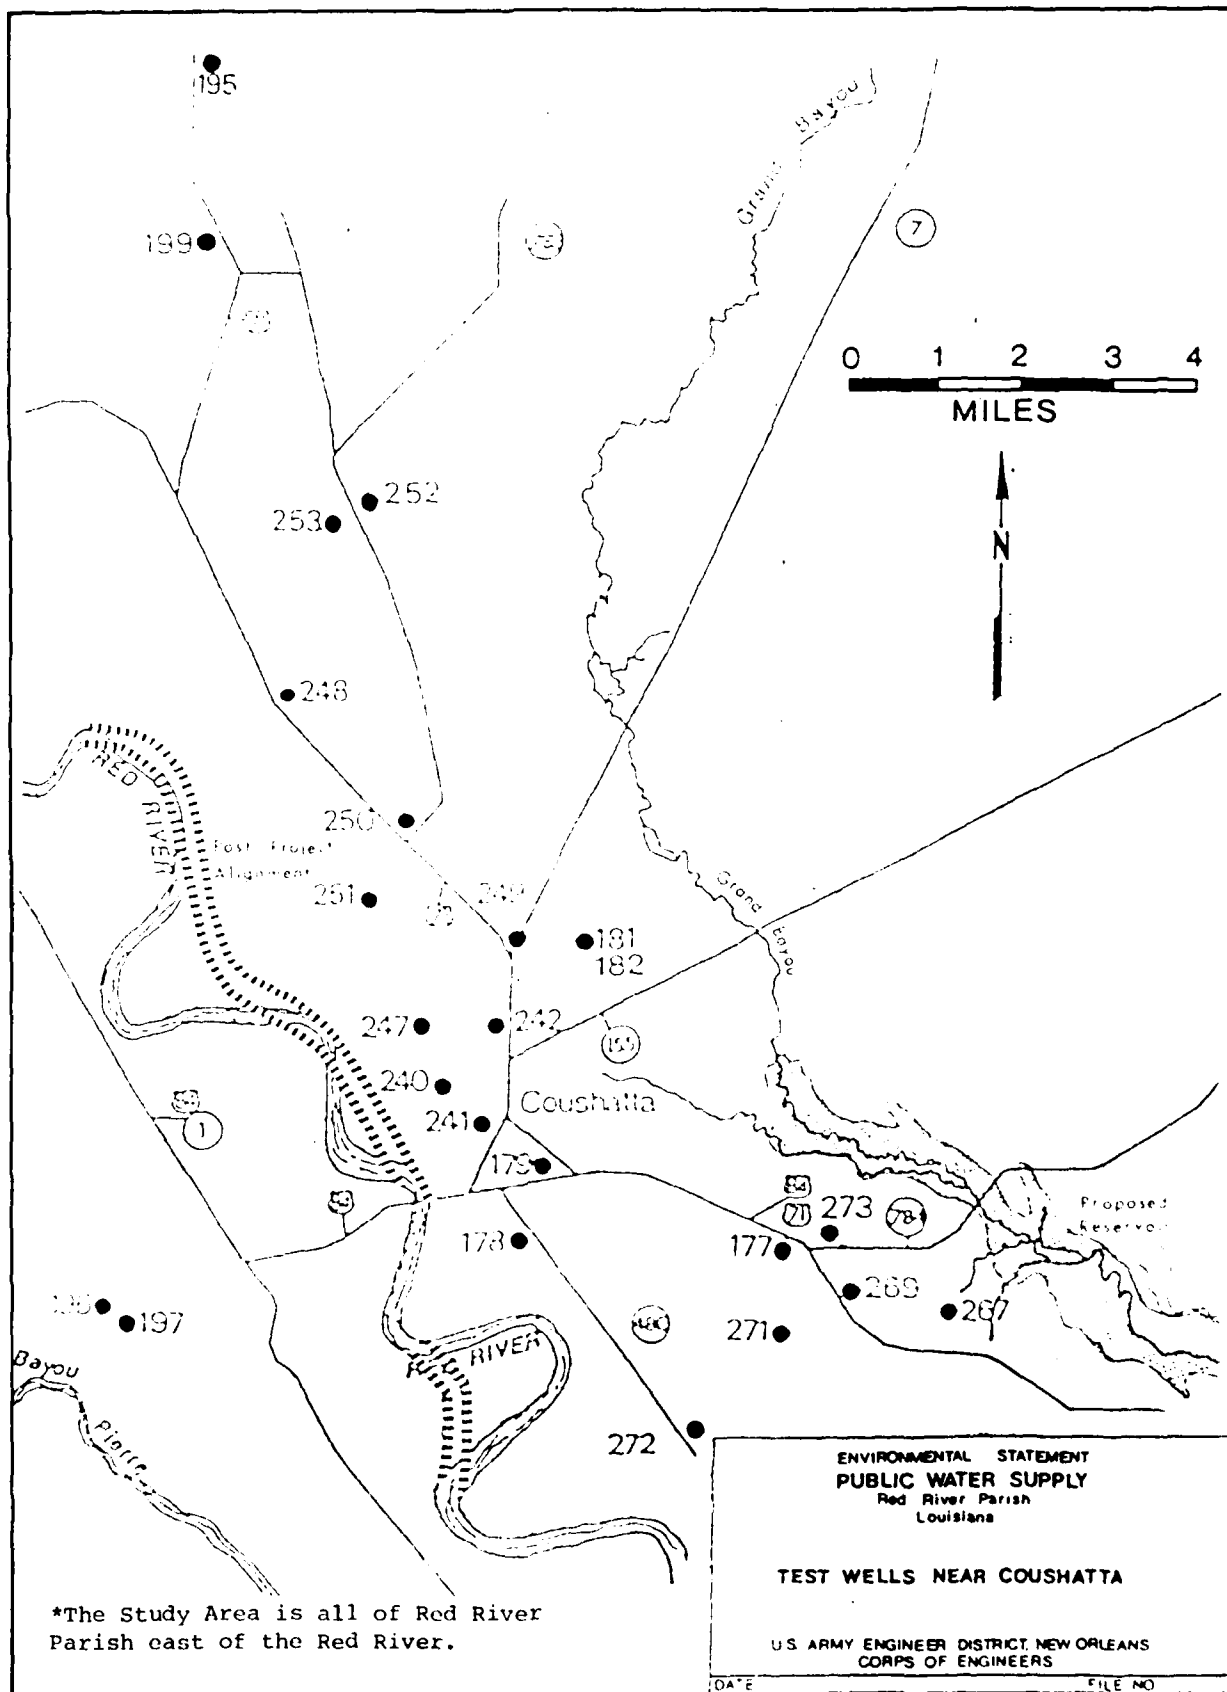 195
Grand Bayou
7
199
0 1 2 3 4
MILES
252
253
N
248
RED RIVER
250
Post Project
Alignment
251
249
181
182
Grand Bayou
247
242
155
240
Coushatta
241
84
1
179
84
84
71
273
784
Proposed
Reservoir
178
177
269
267
197
271
480
RIVER
Bayou
Pierre
272
ENVIRONMENTAL STATEMENT
PUBLIC WATER SUPPLY
Red River Parish
Louisiana
TEST WELLS NEAR COUSHATTA
U.S. ARMY ENGINEER DISTRICT, NEW ORLEANS
CORPS OF ENGINEERS
DATE FILE NO
*The Study Area is all of Red River
Parish east of the Red River.